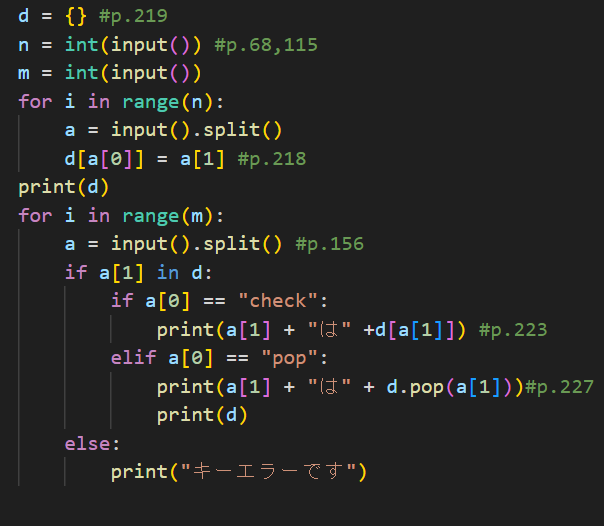 d = {} #p.219
n = int(input()) #p.68,115
m = int(input())
for i in range(n):
    a = input().split()
    d[a[0]] = a[1] #p.218
print(d)
for i in range(m):
    a = input().split() #p.156
    if a[1] in d:
        if a[0] == "check":
            print(a[1] + "は" +d[a[1]]) #p.223
        elif a[0] == "pop":
            print(a[1] + "は" + d.pop(a[1]))#p.227
            print(d)
    else:
        print("キーエラーです")